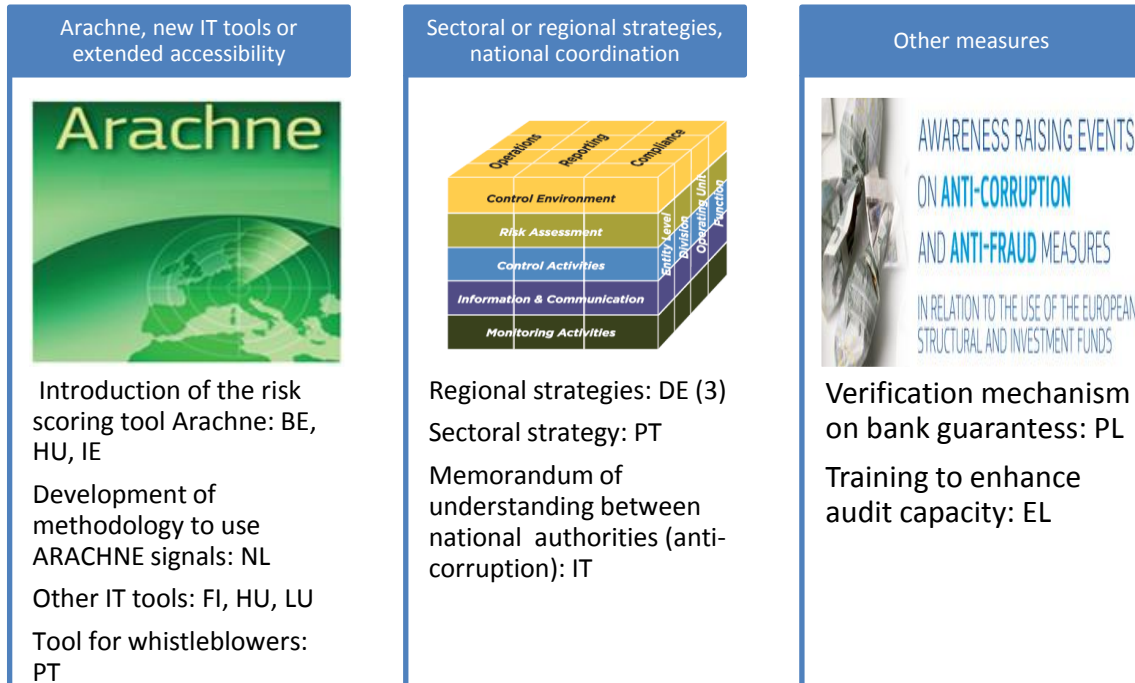 Arachne, new IT tools or
extended accessibility
Arachne
Introduction of the risk
scoring tool Arachne: BE,
HU, IE
Development of
methodology to use
ARACHNE signals: NL
Other IT tools: FI, HU, LU
Tool for whistleblowers:
PT
Sectoral or regional strategies,
national coordination
Operations
Reporting
Compliance
Control Environment
Risk Assessment
Control Activities
Information & Communication
Monitoring Activities
Entity Level
Division
Operating Unit
Function
Regional strategies: DE (3)
Sectoral strategy: PT
Memorandum of
understanding between
national authorities (anti-
corruption): IT
Other measures
AWARENESS RAISING EVENTS
ON ANTI-CORRUPTION
AND ANTI-FRAUD MEASURES
IN RELATION TO THE USE OF THE EUROPEAN
STRUCTURAL AND INVESTMENT FUNDS
Verification mechanism
on bank guarantess: PL
Training to enhance
audit capacity: EL